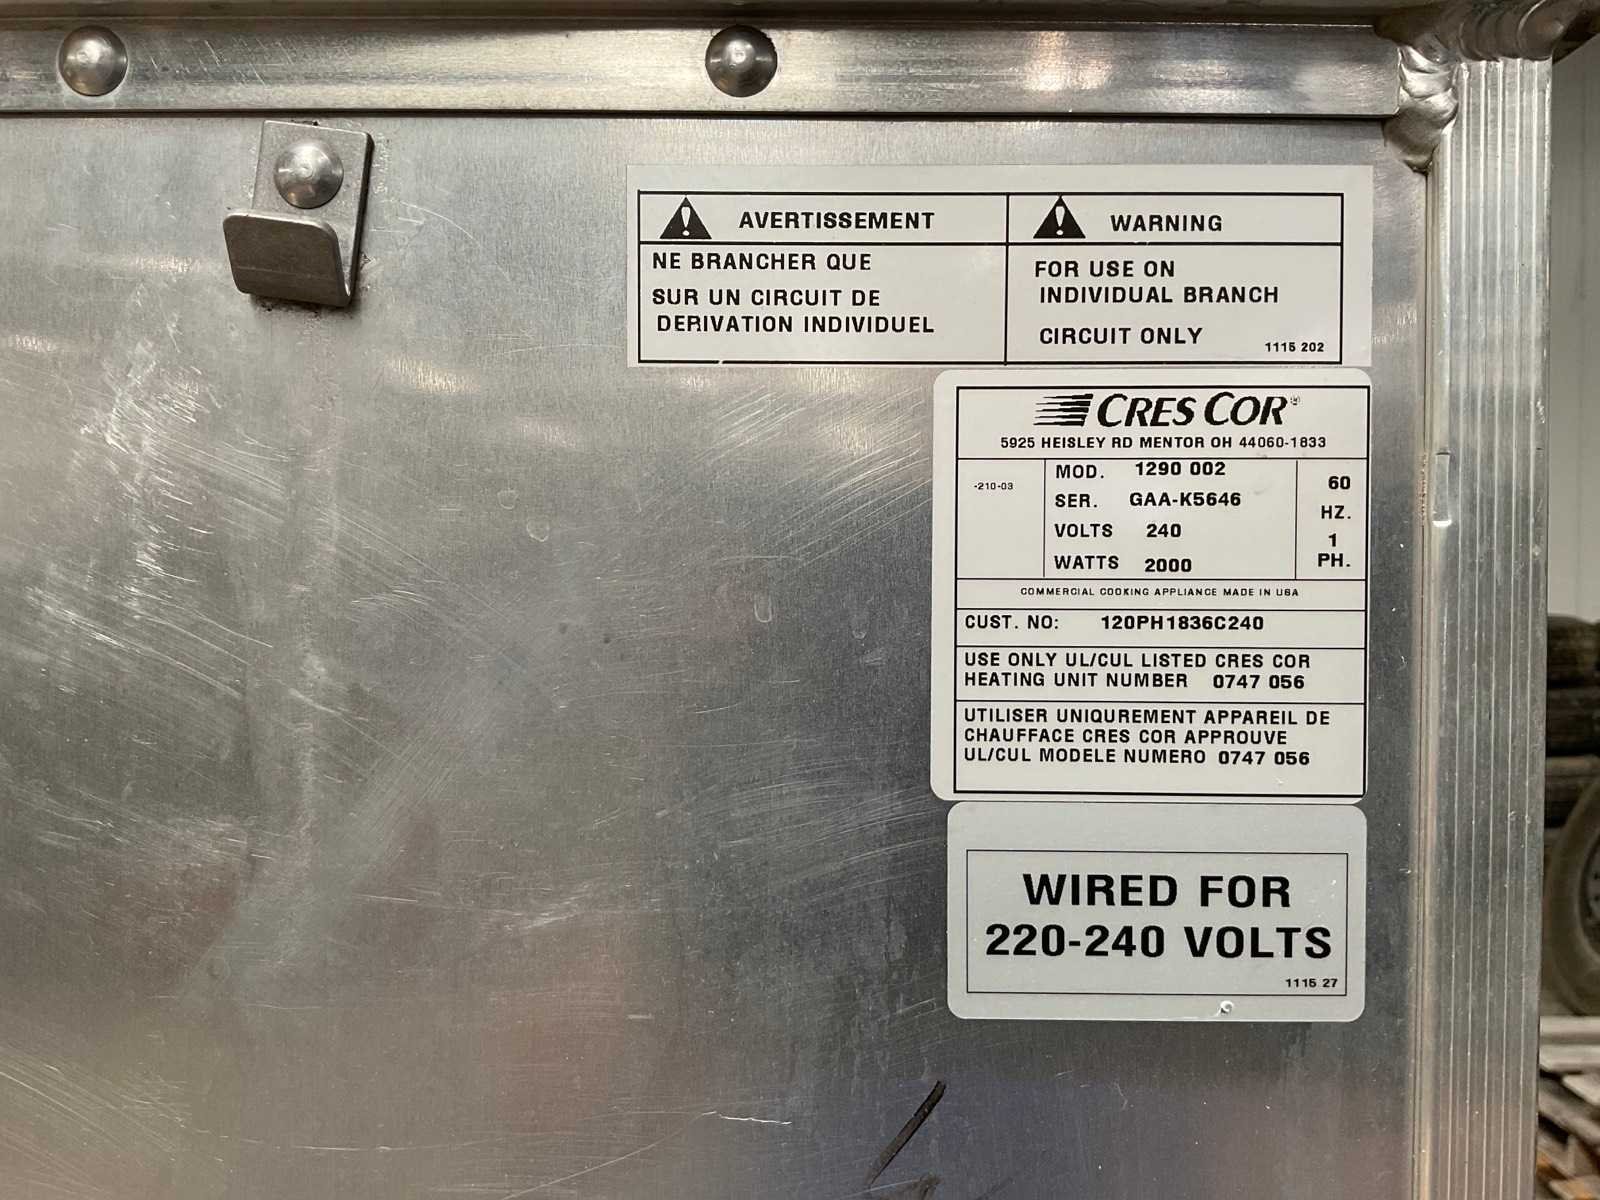 AVERTISSEMENT
NE BRANCHER QUE
SUR UN CIRCUIT DE
DERIVATION INDIVIDUEL
WARNING
FOR USE ON
INDIVIDUAL BRANCH
CIRCUIT ONLY
1115 202
CRES COR®
5925 HEISLEY RD MENTOR OH 44060-1833
-210-03
MOD. 1290 002
SER. GAA-K5646
VOLTS 240
WATTS 2000
60
HZ.
1
PH.
COMMERCIAL COOKING APPLIANCE MADE IN USA
CUST. NO: 120PH1836C240
USE ONLY UL/CUL LISTED CRES COR
HEATING UNIT NUMBER 0747 056
UTILISER UNIQUREMENT APPAREIL DE
CHAUFFACE CRES COR APPROUVE
UL/CUL MODELE NUMERO 0747 056
WIRED FOR
220-240 VOLTS
1115 27